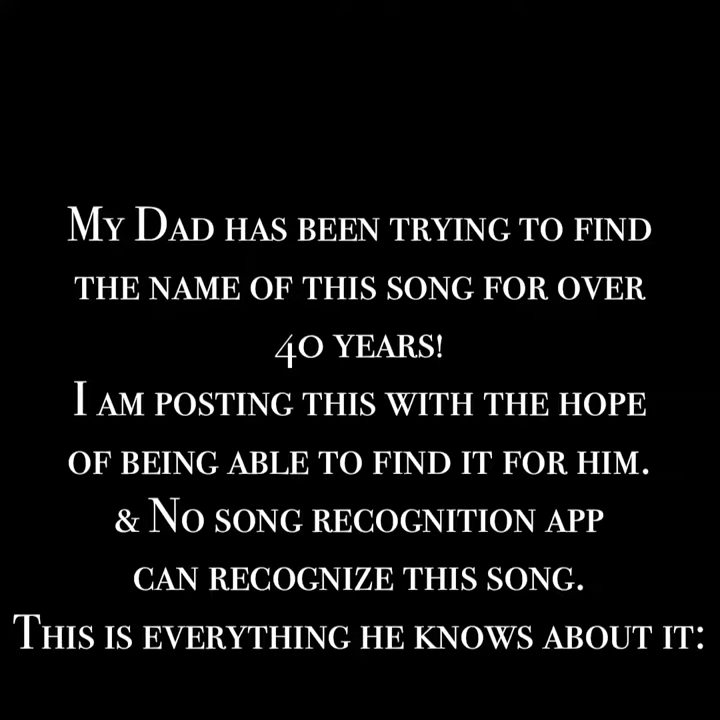 My Dad has been trying to find
the name of this song for over
40 years!
I am posting this with the hope
of being able to find it for him.
& No song recognition app
can recognize this song.
This is everything he knows about it: